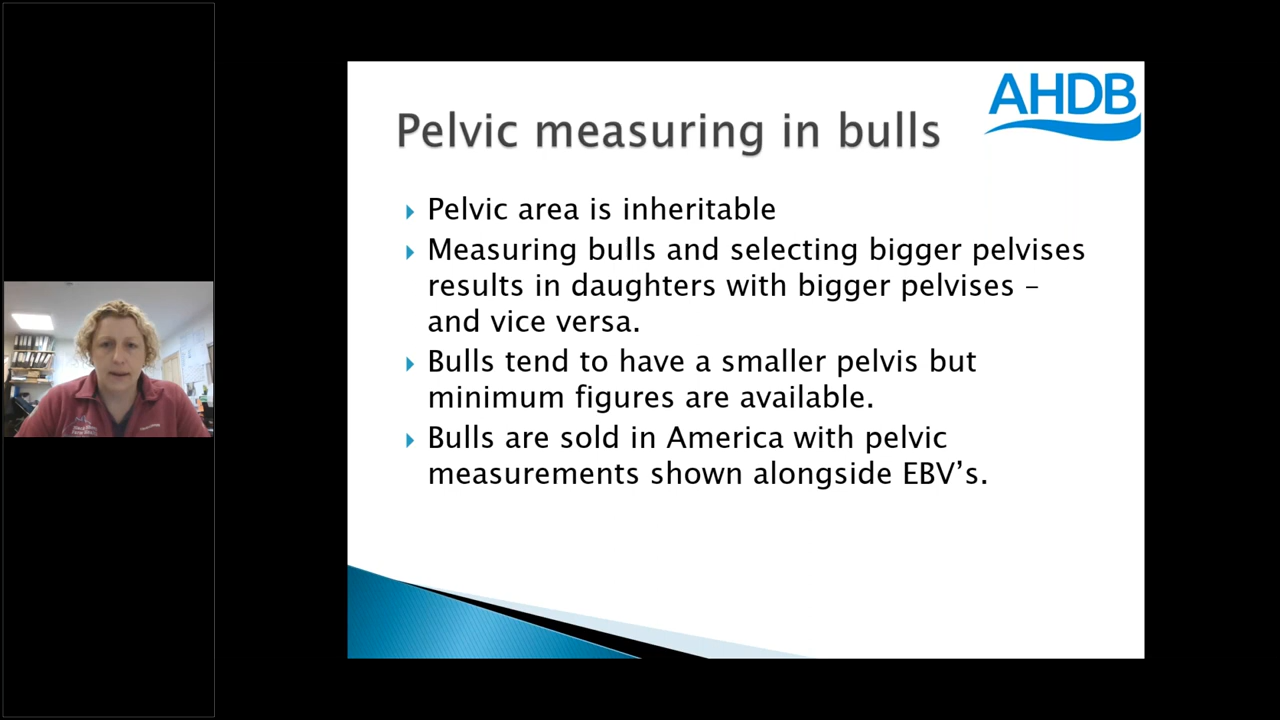 AHDB
Pelvic measuring in bulls
Pelvic area is inheritable
Measuring bulls and selecting bigger pelvises
results in daughters with bigger pelvises –
and vice versa.
Bulls tend to have a smaller pelvis but
minimum figures are available.
Bulls are sold in America with pelvic
measurements shown alongside EBV’s.